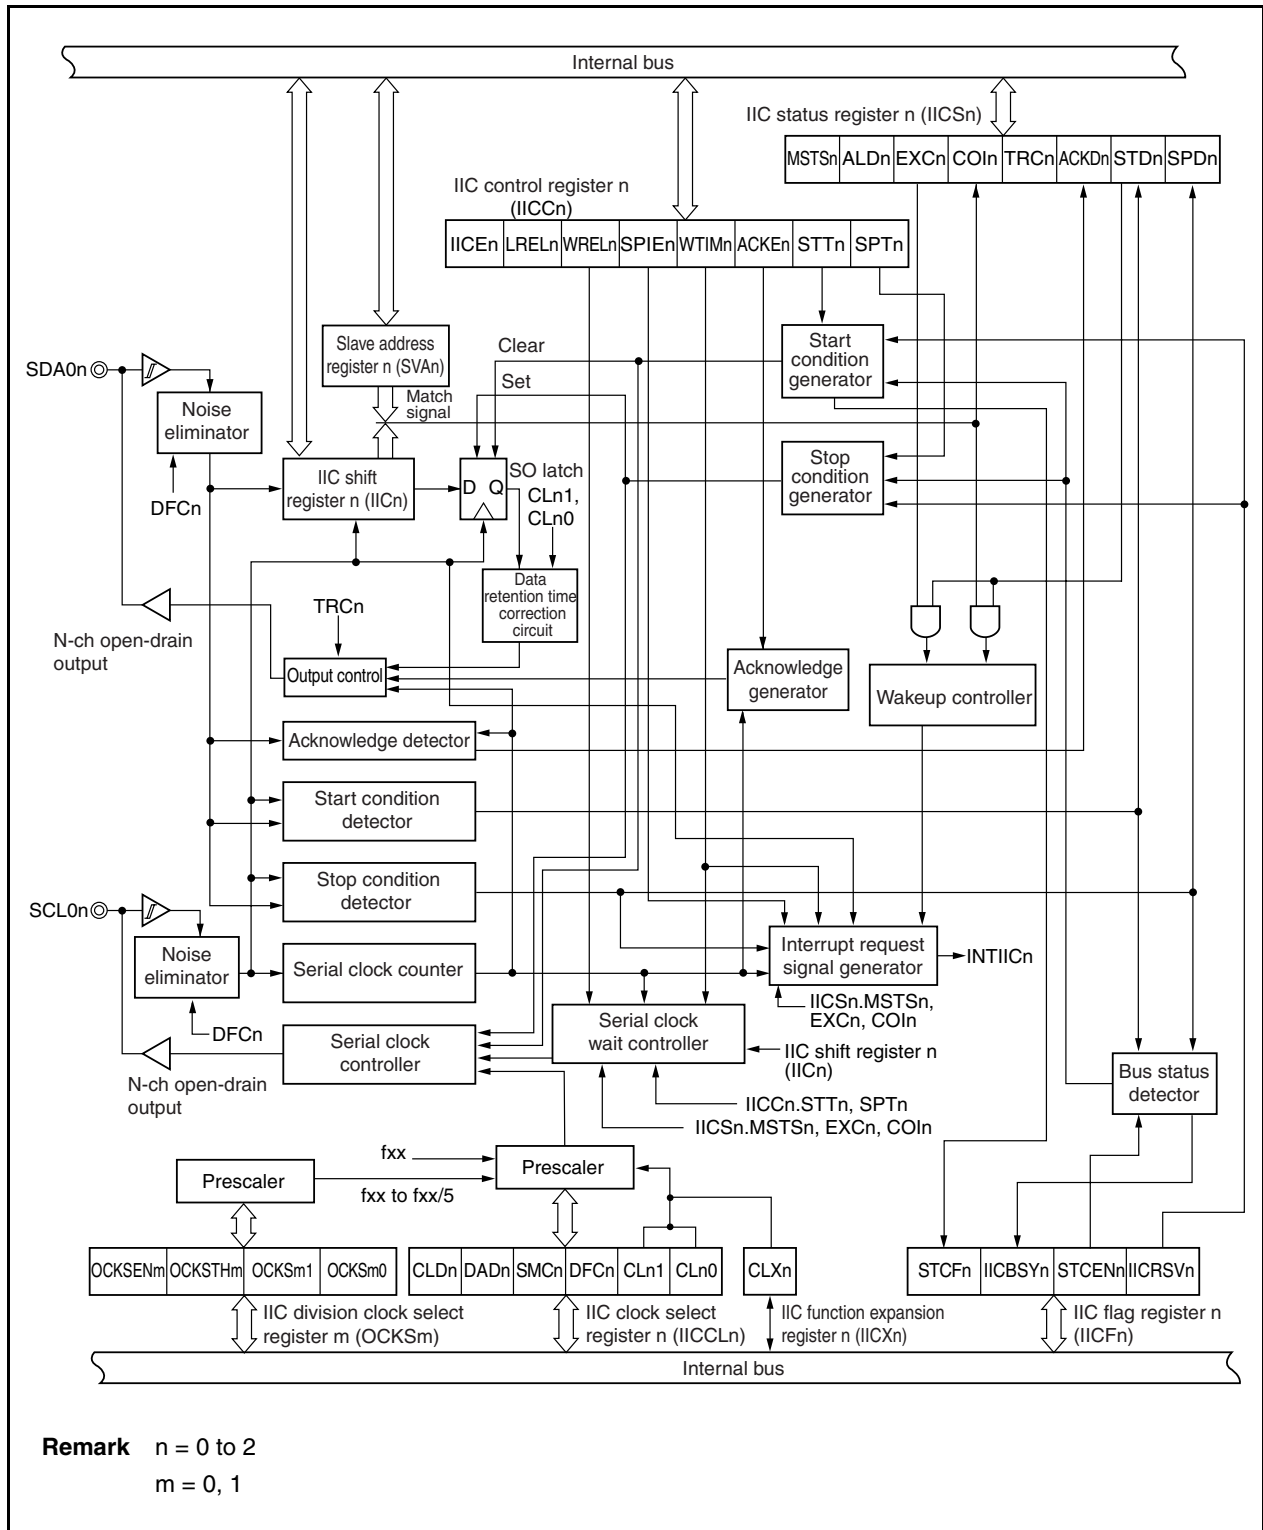 Internal bus
IIC status register n (IICSn)
MSTSn ALDn EXCn COIn TRCn ACKDn STDn SPDn
IIC control register n
(IICCn)
IICEn LRELn WRELn SPIEn WTIMn ACKEn STTn SPTn
Slave address
register n (SVAn)
Clear
Start
condition
generator
SDA0n
Set
Match
signal
Noise
eliminator
Stop
condition
generator
IIC shift
register n (IICn)
D Q
SO latch
CLn1,
CLn0
DFCn
Data
retention time
correction
circuit
TRCn
N-ch open-drain
output
Output control
Acknowledge
generator
Wakeup controller
Acknowledge detector
Start condition
detector
Stop condition
detector
SCL0n
Noise
eliminator
Serial clock counter
Interrupt request
signal generator
INTIICn
IICSn.MSTSn,
EXCn, COIn
DFCn
Serial clock
controller
Serial clock
wait controller
IIC shift register n
(IICn)
Bus status
detector
N-ch open-drain
output
IICCn.STTn, SPTn
IICSn.MSTSn, EXCn, COIn
fxx
Prescaler
Prescaler
fxx to fxx/5
OCKSENm OCKSTHm OCKSm1 OCKSm0
CLDn DADn SMCn DFCn CLn1 CLn0
CLXn
STCFn IICBSYn STCENn IICRSVn
IIC division clock select
register m (OCKSm)
IIC clock select
register n (IICCLn)
IIC function expansion
register n (IICXn)
IIC flag register n
(IICFn)
Internal bus
Remark n = 0 to 2
m = 0, 1